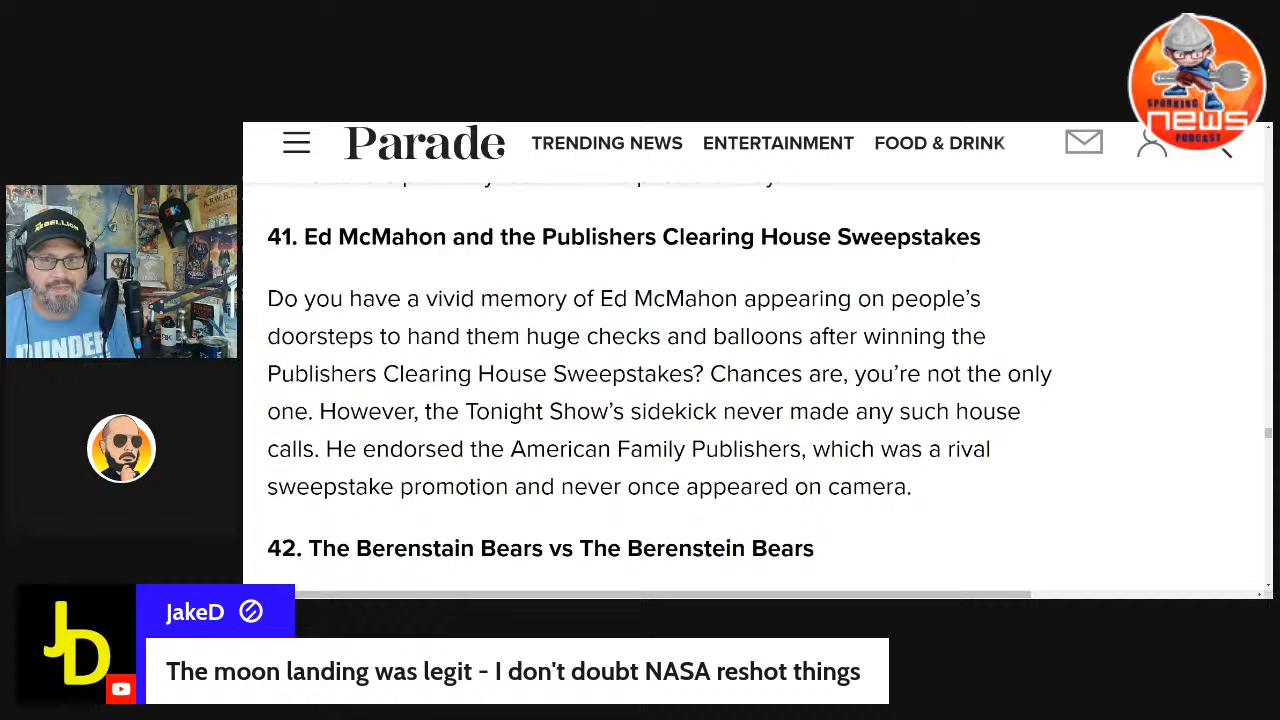 SPORKING
news
PODCAST
Parade
TRENDING NEWS
ENTERTAINMENT
FOOD & DRINK
41. Ed McMahon and the Publishers Clearing House Sweepstakes
Do you have a vivid memory of Ed McMahon appearing on people's
doorsteps to hand them huge checks and balloons after winning the
Publishers Clearing House Sweepstakes? Chances are, you're not the only
one. However, the Tonight Show's sidekick never made any such house
calls. He endorsed the American Family Publishers, which was a rival
sweepstake promotion and never once appeared on camera.
42. The Berenstain Bears vs The Berenstein Bears
JD
JakeD
The moon landing was legit - I don't doubt NASA reshot things